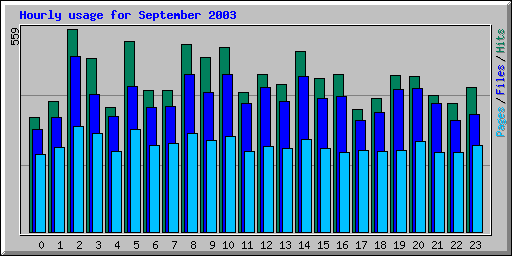 Hourly usage for September 2003
559
Pages/Files/Hits
0 1 2 3 4 5 6 7 8 9 10 11 12 13 14 15 16 17 18 19 20 21 22 23